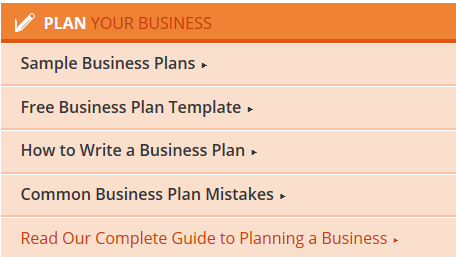 PLAN YOUR BUSINESS
Sample Business Plans ▸
Free Business Plan Template ▸
How to Write a Business Plan ▸
Common Business Plan Mistakes ▸
Read Our Complete Guide to Planning a Business ▸